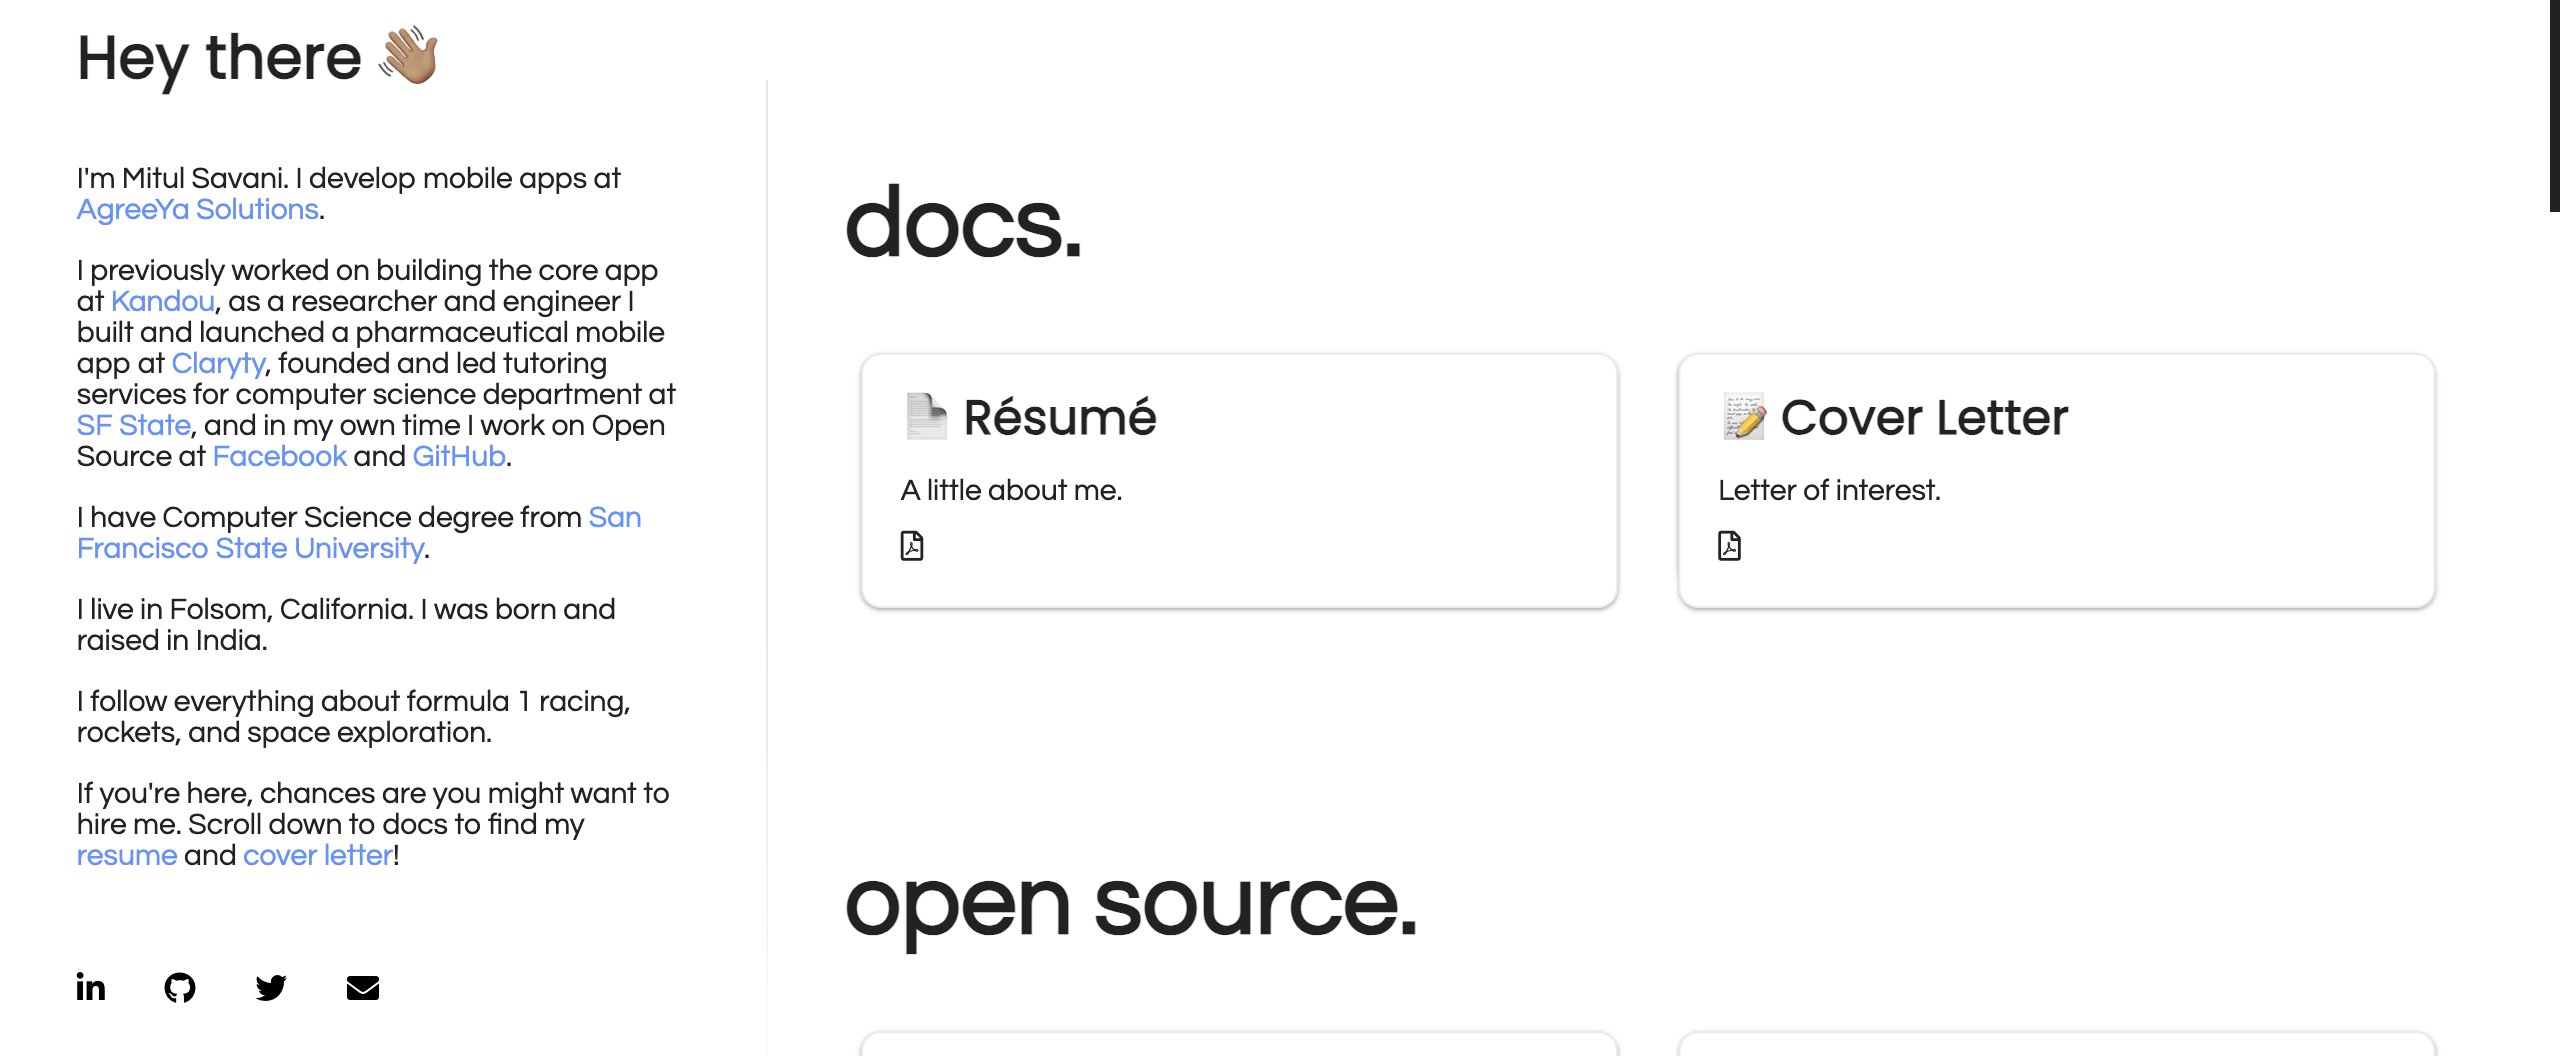 Hey there 👋🏽
I'm Mitul Savani. I develop mobile apps at
AgreeYa Solutions.
I previously worked on building the core app
at Kandou, as a researcher and engineer I
built and launched a pharmaceutical mobile
app at Claryty, founded and led tutoring
services for computer science department at
SF State, and in my own time I work on Open
Source at Facebook and GitHub.
I have Computer Science degree from San
Francisco State University.
I live in Folsom, California. I was born and
raised in India.
I follow everything about formula 1 racing,
rockets, and space exploration.
If you're here, chances are you might want to
hire me. Scroll down to docs to find my
resume and cover letter!
docs.
📄 Résumé
A little about me.
📝 Cover Letter
Letter of interest.
open source.